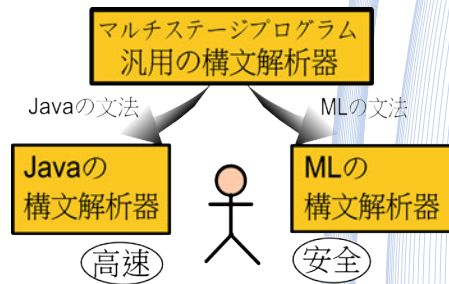 マルチステージプログラム
汎用の構文解析器
Javaの文法
MLの文法
Javaの
構文解析器
MLの
構文解析器
高速
安全